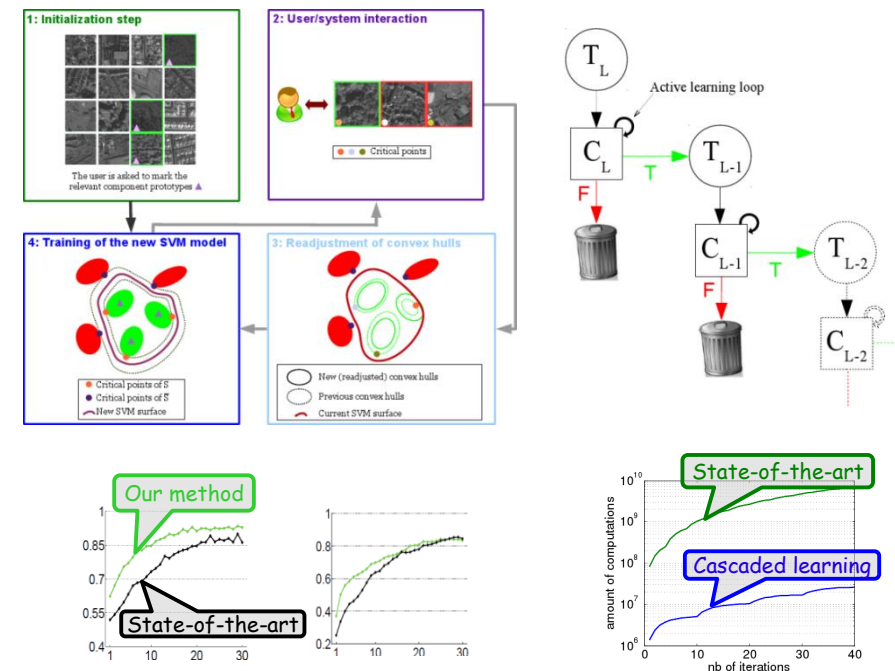 1: Initialization step
The user is asked to mark the
relevant component prototypes
2: User/system interaction
Critical points
4: Training of the new SVM model
Critical points of S
Critical points of S̅
New SVM surface
3: Readjustment of convex hulls
New (readjusted) convex hulls
Previous convex hulls
Current SVM surface
T_L
Active learning loop
C_L
T
T_L-1
F
C_L-1
T
T_L-2
F
C_L-2
Our method
State-of-the-art
1
0.85
0.7
0.55
0.4
1
10
20
30
1
0.8
0.6
0.4
0.2
1
10
20
30
State-of-the-art
Cascaded learning
amount of computations
10^10
10^9
10^8
10^7
10^6
0
10
20
30
40
nb of iterations